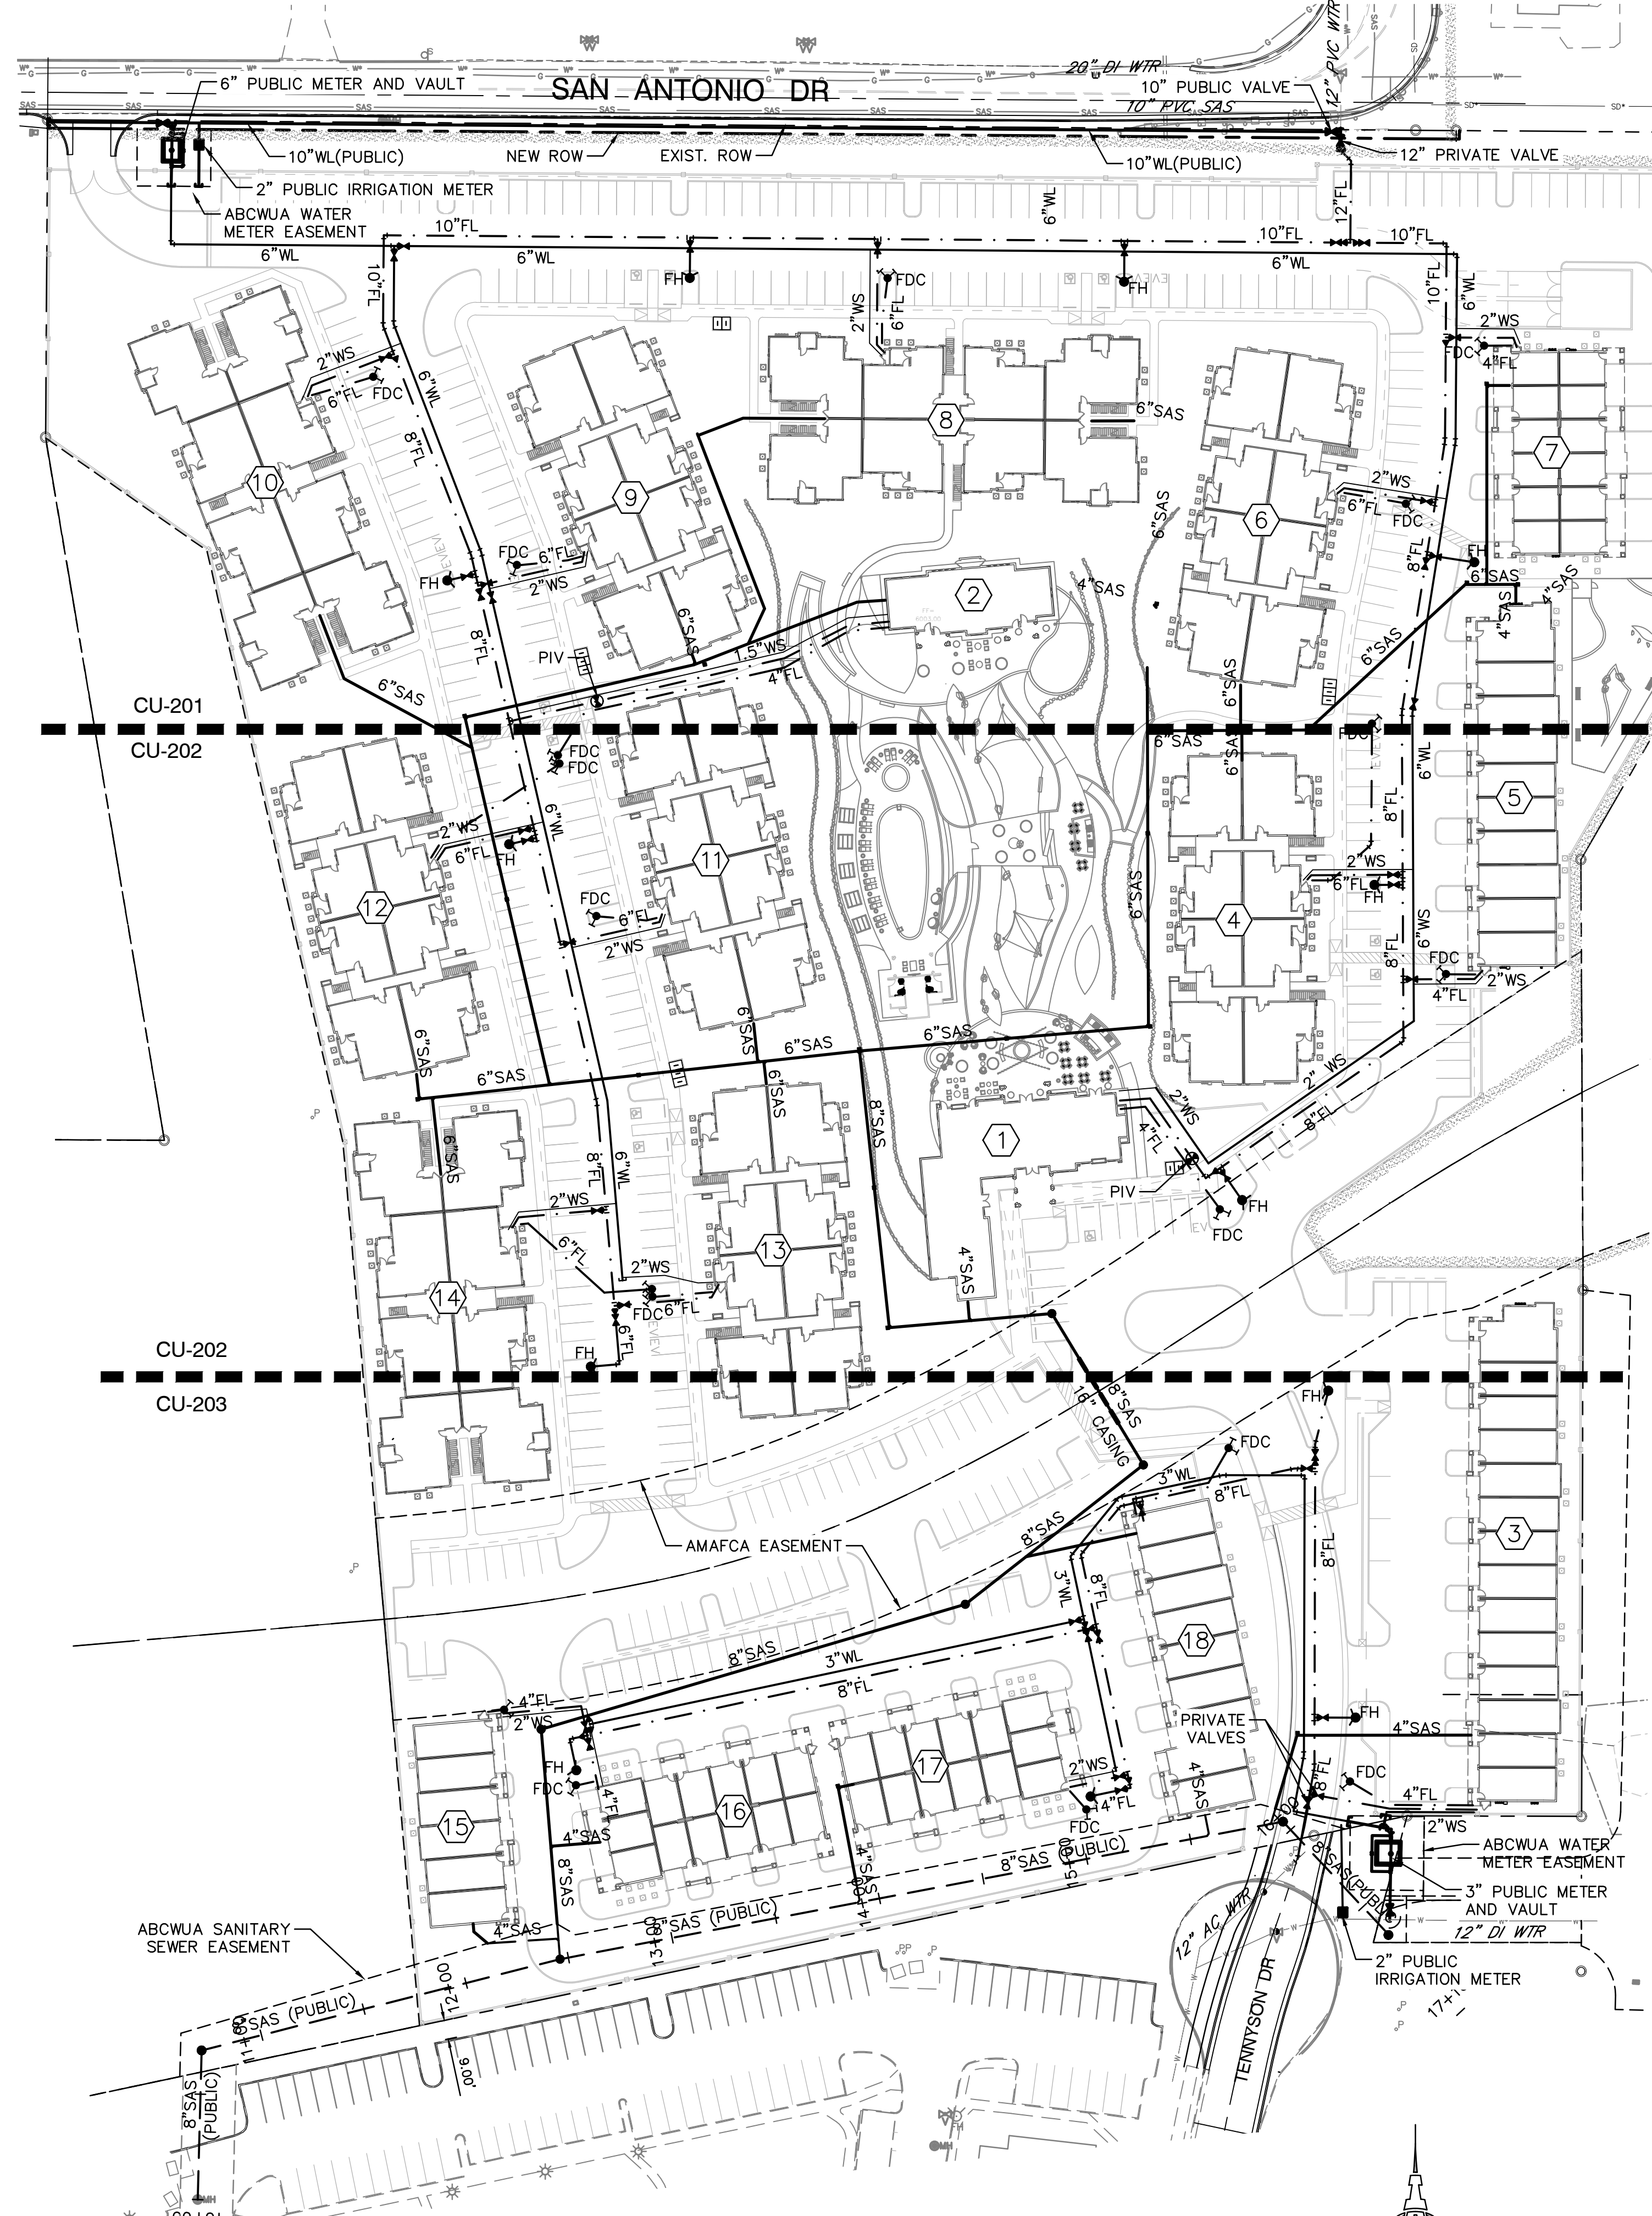 12" PVC WTR
20" DI WTR
6" PUBLIC METER AND VAULT
SAN ANTONIO DR
10" PUBLIC VALVE
10" PVC SAS
10"WL(PUBLIC)
NEW ROW
EXIST. ROW
10"WL(PUBLIC)
12" PRIVATE VALVE
2" PUBLIC IRRIGATION METER
ABCWUA WATER
METER EASEMENT
6"WL
12"FL
10"FL
10"FL
10"FL
6"WL
6"WL
6"WL
10"FL
FH
FDC
FH
10"FL
6"WL
2"WS
6"FL
2"WS
FDC
4"FL
2"WS
6"FL
FDC
6"WL
8"FL
8
6"SAS
7
10
9
6
2"WS
6"FL
FDC
6"SAS
FDC
6"FL
2"WS
FH
FH
8"FL
6"SAS
4"SAS
4"SAS
2
4"SAS
6"SAS
8"FL
PIV
1.5"WS
4"FL
6"SAS
6"SAS
6"SAS
CU-201
CU-202
FDC
FDC
6"SAS
6"SAS
FDC
6"WL
6"WL
8"FL
5
2"WS
6"FL
FH
11
12
FDC
6"FL
2"WS
6"SAS
4
2"WS
6"FL
FH
6"WS
8"FL
FDC
4"FL
2"WS
6"SAS
6"SAS
6"SAS
6"SAS
6"SAS
6"SAS
8"SAS
6"SAS
1
2"WS
4"FL
2" WS
8"FL
PIV
FH
FDC
8"FL
6"WL
2"WS
6"FL
13
14
2"WS
FDC
6"FL
4"SAS
6"FL
FH
CU-202
CU-203
8"SAS
16" CASING
FH
FDC
3"WL
8"FL
8"SAS
AMAFCA EASEMENT
8"FL
3
3"WL
8"FL
18
8"SAS
3"WL
8"FL
4"FL
2"WS
PRIVATE
VALVES
FH
4"SAS
FH
FDC
4"FL
17
2"WS
4"FL
FDC
4"SAS
8"FL
FDC
4"FL
2"WS
16
15
4"SAS
8"SAS
4"SAS
8"SAS (PUBLIC)
15+00
ABCWUA WATER
METER EASEMENT
3" PUBLIC METER
AND VAULT
12" DI WTR
12" AC WTR
2" PUBLIC
IRRIGATION METER
4"SAS
14+00
8"SAS (PUBLIC)
13+00
ABCWUA SANITARY
SEWER EASEMENT
12+00
8"SAS (PUBLIC)
TENNYSON DR
8"SAS
(PUBLIC)